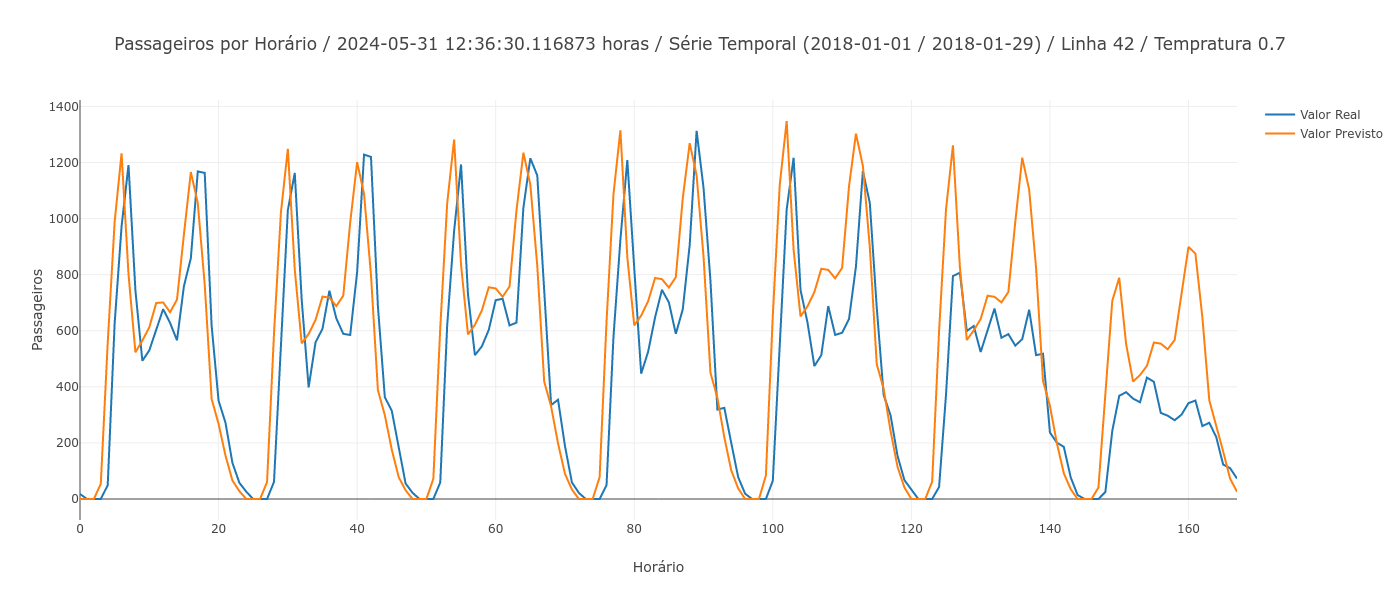 Passageiros por Horário / 2024-05-31 12:36:30.116873 horas / Série Temporal (2018-01-01 / 2018-01-29) / Linha 42 / Tempratura 0.7
Valor Real
Valor Previsto
Passageiros
1400
1200
1000
800
600
400
200
0
0 20 40 60 80 100 120 140 160
Horário